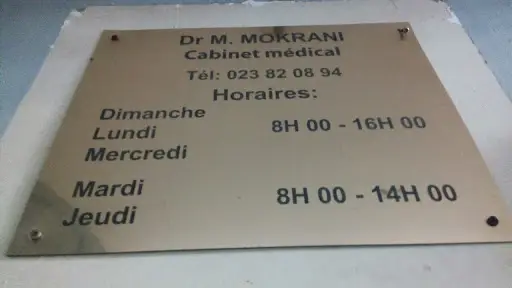 Dr M. MOKRANI
Cabinet médical
Tél: 023 82 08 94
Horaires:
Dimanche
Lundi 8H 00 - 16H 00
Mercredi
Mardi
Jeudi 8H 00 - 14H 00